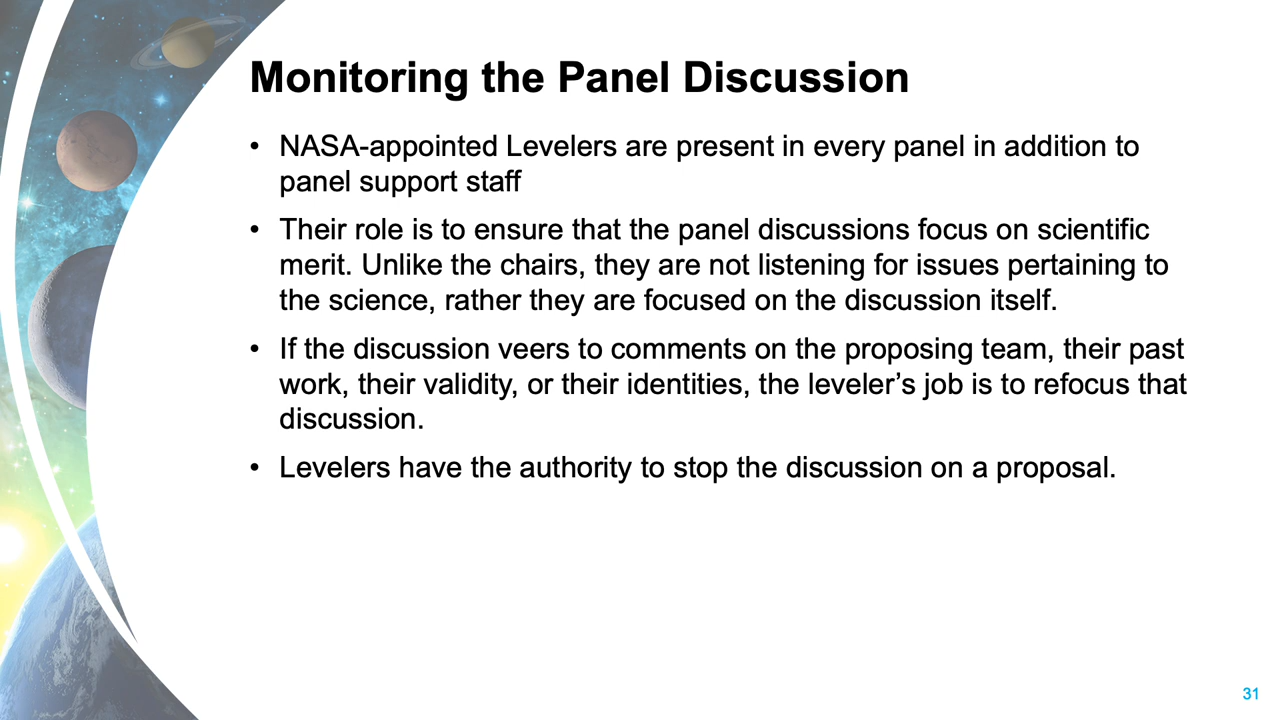 Monitoring the Panel Discussion
• NASA-appointed Levelers are present in every panel in addition to
panel support staff
• Their role is to ensure that the panel discussions focus on scientific
merit. Unlike the chairs, they are not listening for issues pertaining to
the science, rather they are focused on the discussion itself.
• If the discussion veers to comments on the proposing team, their past
work, their validity, or their identities, the leveler’s job is to refocus that
discussion.
• Levelers have the authority to stop the discussion on a proposal.
31